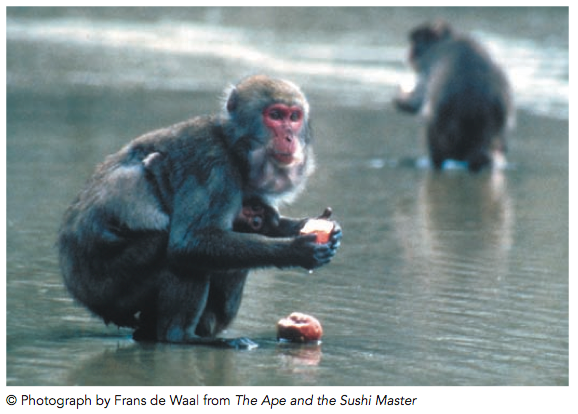 © Photograph by Frans de Waal from The Ape and the Sushi Master